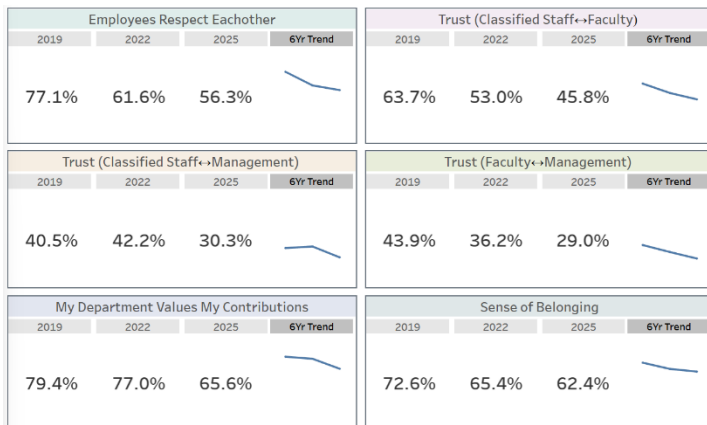 Employees Respect Eachother
2019 2022 2025 6Yr Trend
77.1% 61.6% 56.3%
Trust (Classified Staff↔Faculty)
2019 2022 2025 6Yr Trend
63.7% 53.0% 45.8%
Trust (Classified Staff↔Management)
2019 2022 2025 6Yr Trend
40.5% 42.2% 30.3%
Trust (Faculty↔Management)
2019 2022 2025 6Yr Trend
43.9% 36.2% 29.0%
My Department Values My Contributions
2019 2022 2025 6Yr Trend
79.4% 77.0% 65.6%
Sense of Belonging
2019 2022 2025 6Yr Trend
72.6% 65.4% 62.4%